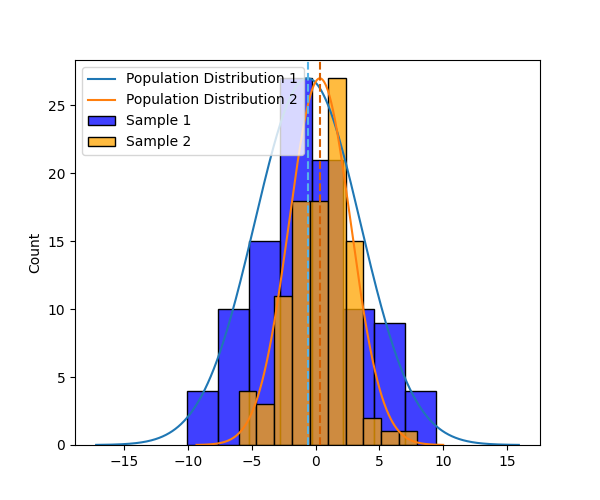 Population Distribution 1
Population Distribution 2
Sample 1
Sample 2
25
20
15
10
5
0
Count
−15 −10 −5 0 5 10 15